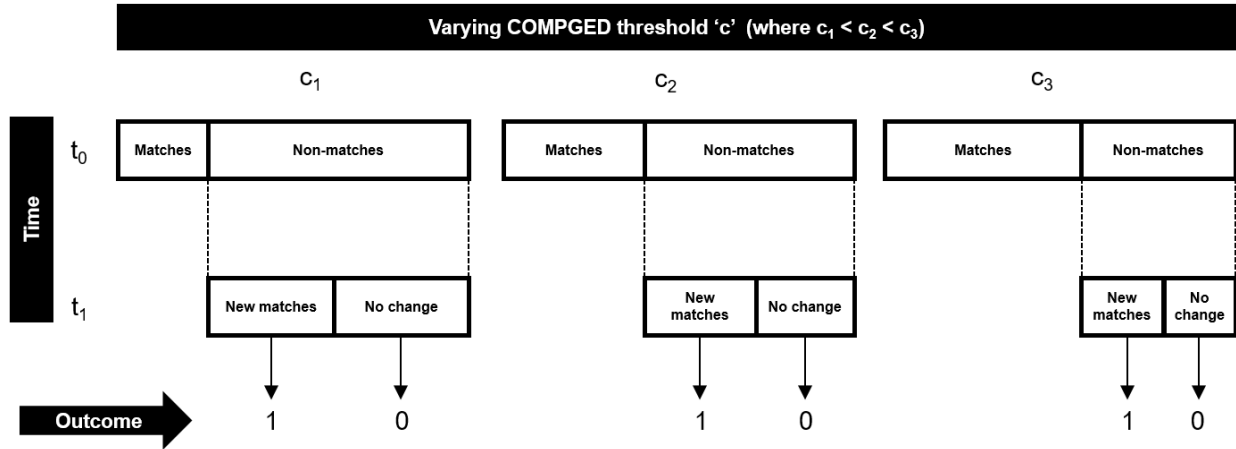 Varying COMPGED threshold ‘c’ (where c₁ < c₂ < c₃)
c₁
c₂
c₃
Time
t₀
Matches
Non-matches
Matches
Non-matches
Matches
Non-matches
t₁
New matches
No change
New
matches
No change
New
matches
No
change
Outcome
1
0
1
0
1
0